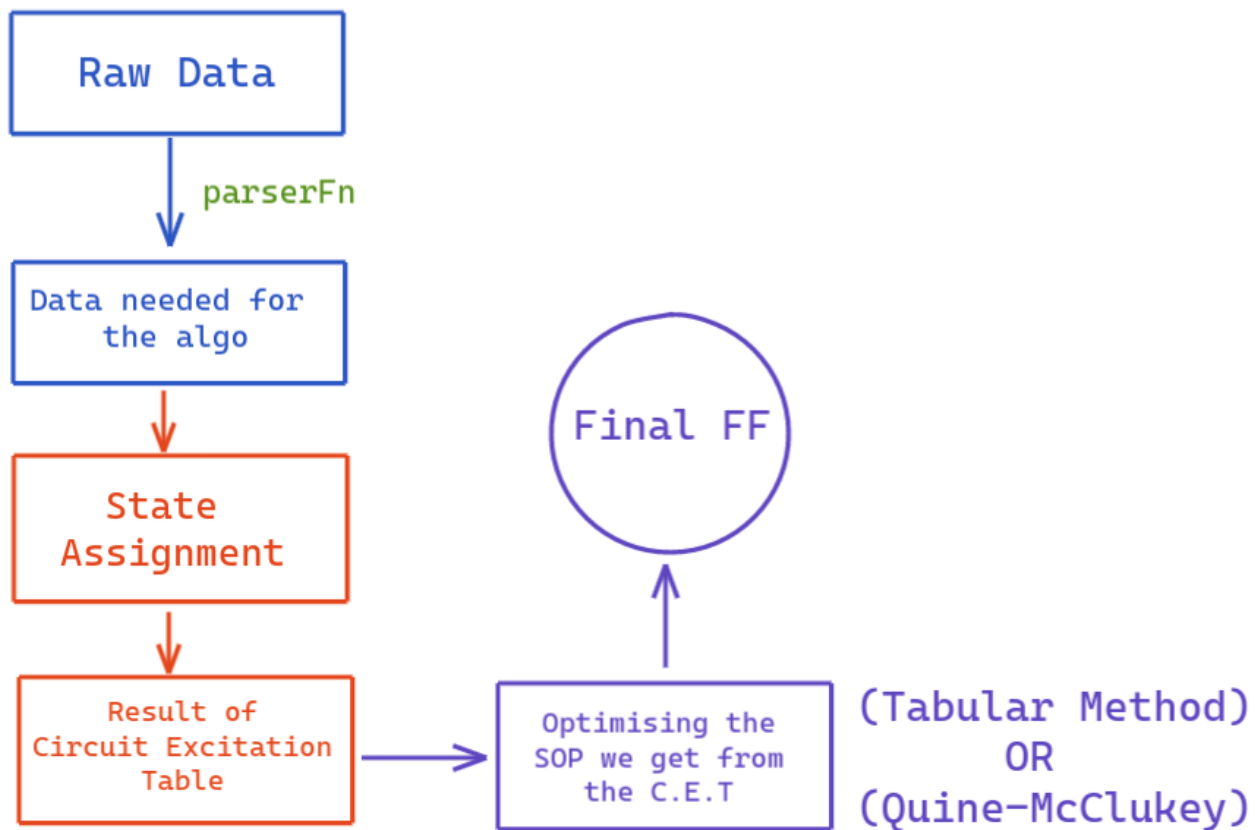 Raw Data
parserFn
Data needed for
the algo
State
Assignment
Result of
Circuit Excitation
Table
Optimising the
SOP we get from
the C.E.T
(Tabular Method)
OR
(Quine-McClukey)
Final FF